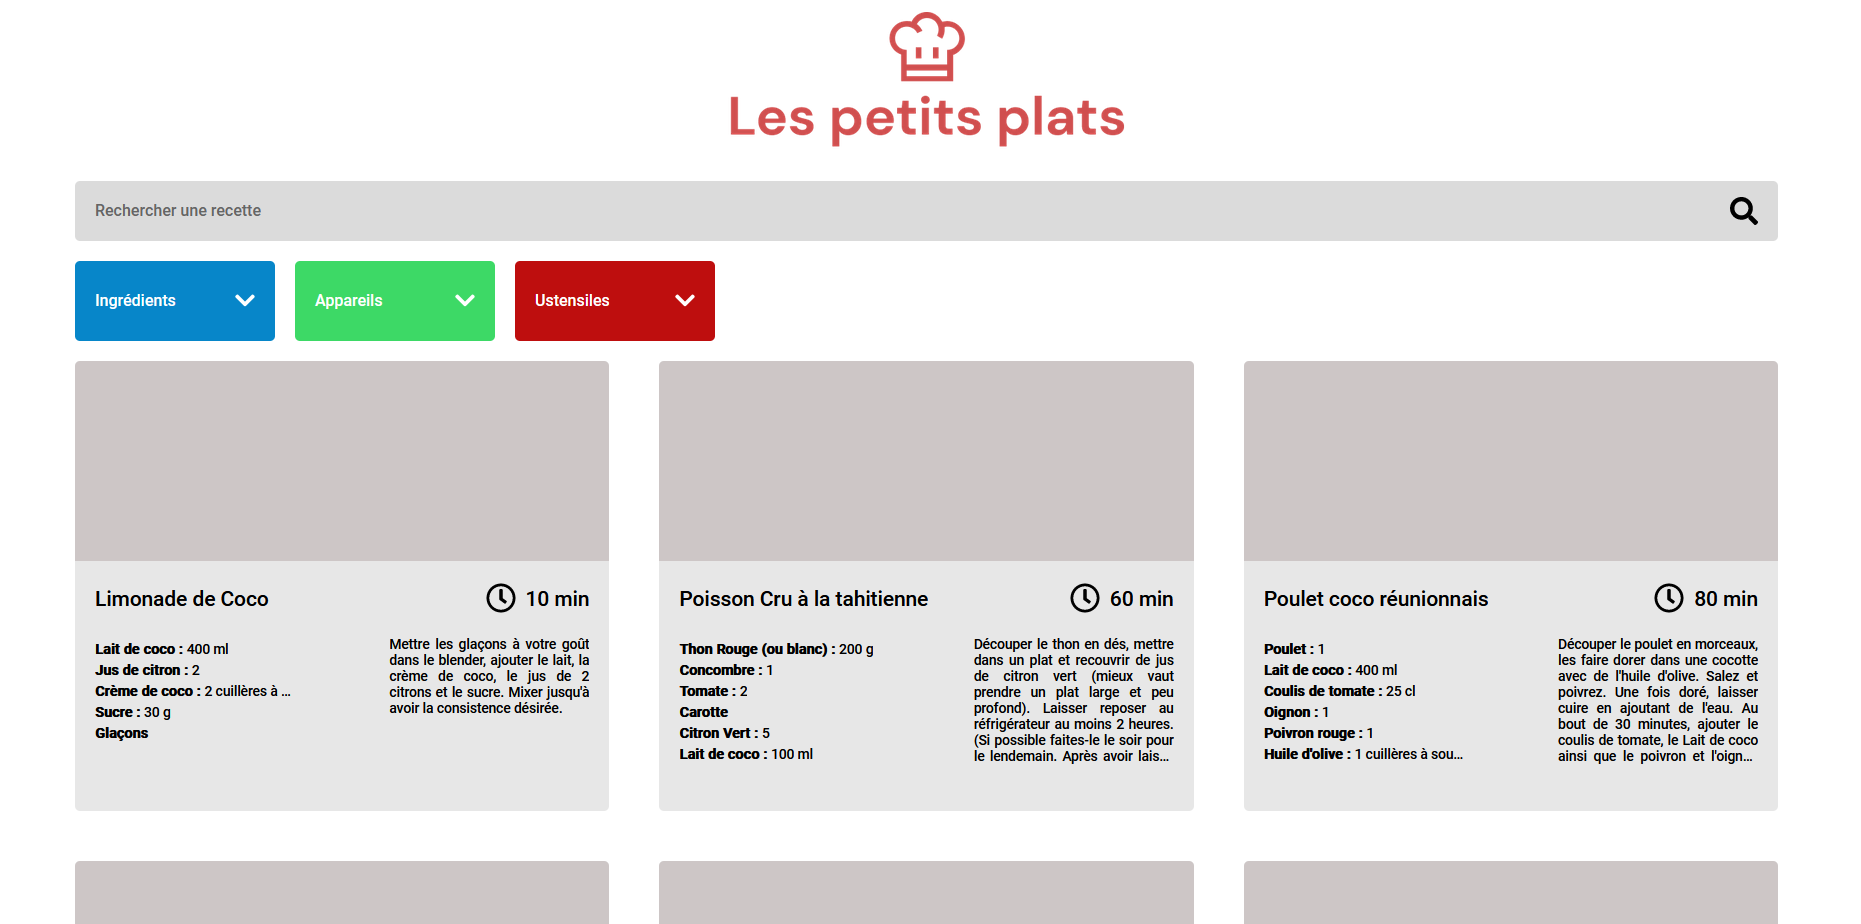 Les petits plats
Rechercher une recette
Ingrédients
Appareils
Ustensiles
Limonade de Coco
10 min
Lait de coco : 400 ml
Jus de citron : 2
Crème de coco : 2 cuillères à ...
Sucre : 30 g
Glaçons
Mettre les glaçons à votre goût
dans le blender, ajouter le lait, la
crème de coco, le jus de 2
citrons et le sucre. Mixer jusqu'à
avoir la consistence désirée.
Poisson Cru à la tahitienne
60 min
Thon Rouge (ou blanc) : 200 g
Concombre : 1
Tomate : 2
Carotte
Citron Vert : 5
Lait de coco : 100 ml
Découper le thon en dés, mettre
dans un plat et recouvrir de jus
de citron vert (mieux vaut
prendre un plat large et peu
profond). Laisser reposer au
réfrigérateur au moins 2 heures.
(Si possible faites-le le soir pour
le lendemain. Après avoir lais...
Poulet coco réunionnais
80 min
Poulet : 1
Lait de coco : 400 ml
Coulis de tomate : 25 cl
Oignon : 1
Poivron rouge : 1
Huile d'olive : 1 cuillères à sou...
Découper le poulet en morceaux,
les faire dorer dans une cocotte
avec de l'huile d'olive. Salez et
poivrez. Une fois doré, laisser
cuire en ajoutant de l'eau. Au
bout de 30 minutes, ajouter le
coulis de tomate, le Lait de coco
ainsi que le poivron et l'oign...